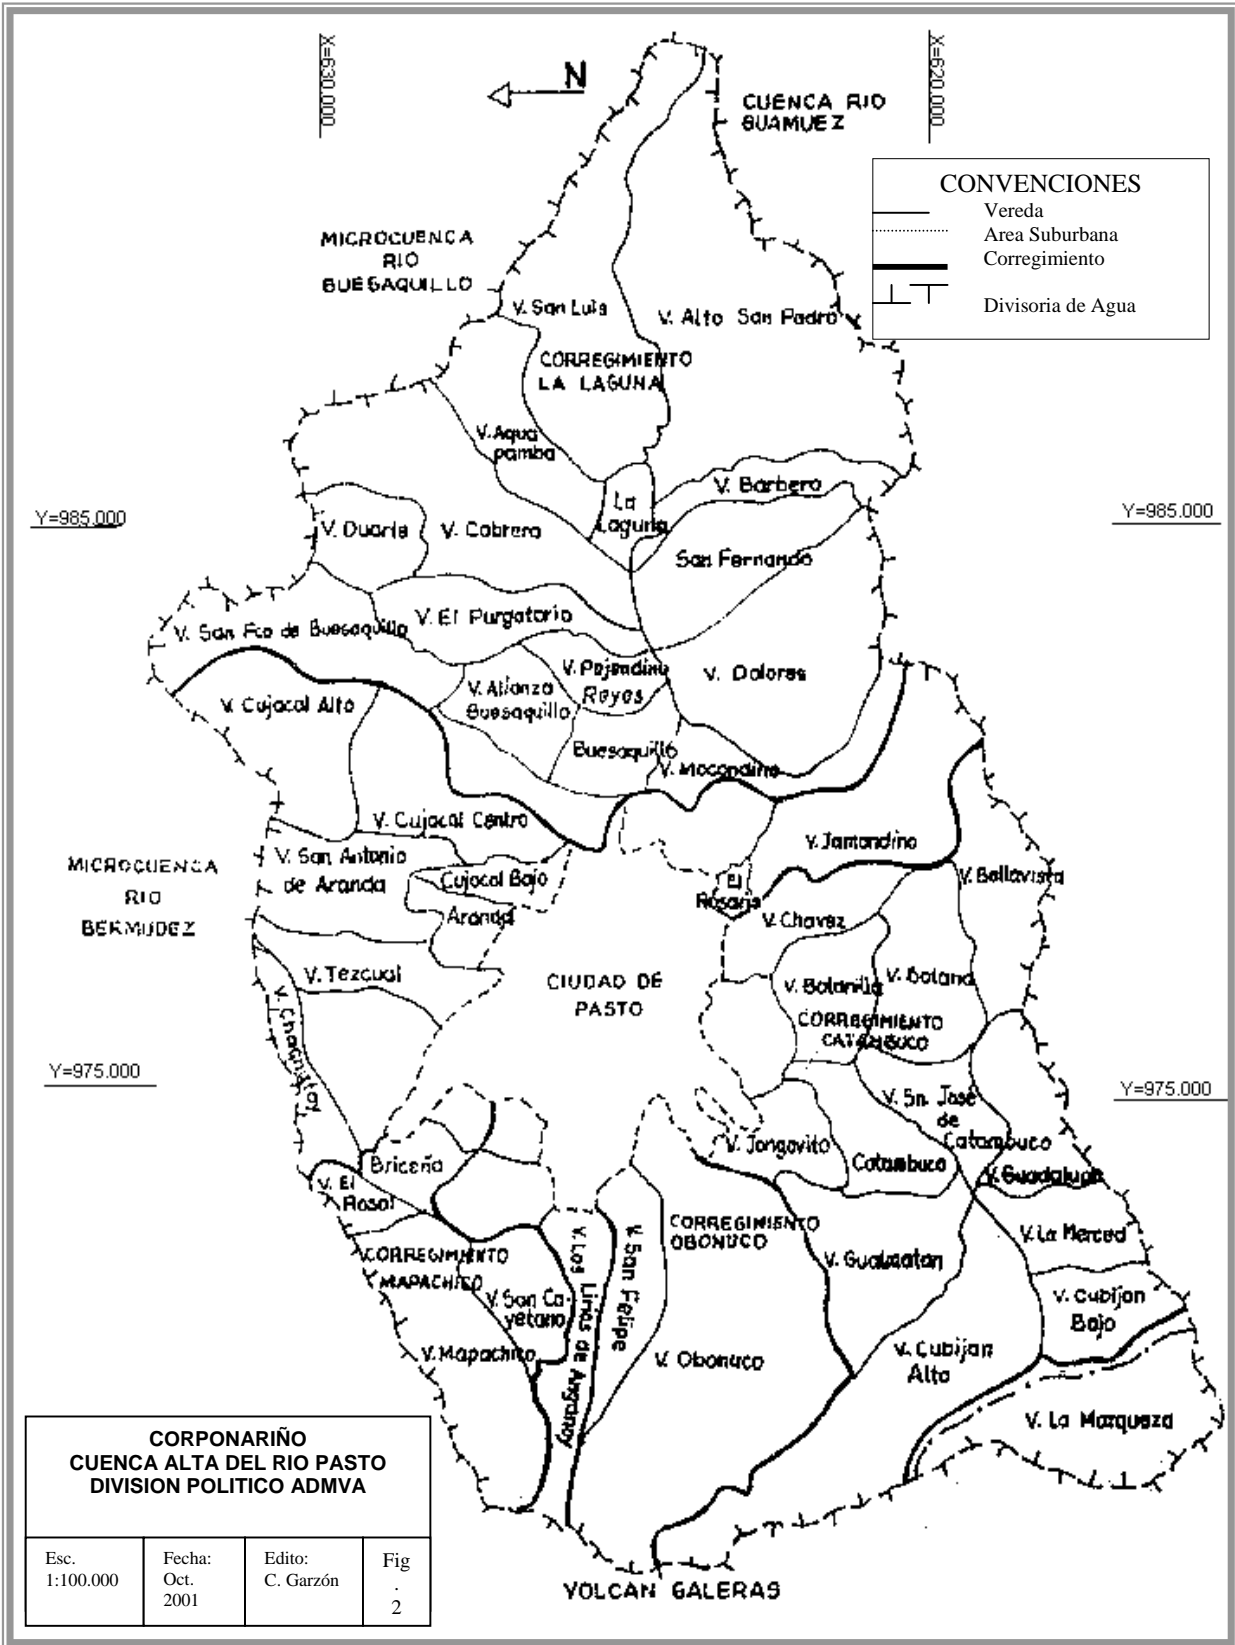 X=630.000
X=620.000
N
CUENCA RIO
GUAMUEZ
CONVENCIONES
Vereda
Area Suburbana
Corregimiento
Divisoria de Agua
MICROCUENCA
RIO
BUESAQUILLO
V. San Luis
V. Alto San Pedro
CORREGIMIENTO
LA LAGUNA
V. Aqua
pamba
V. Barbero
La
Laguna
Y=985.000
Y=985.000
V. Duarte
V. Cabrera
San Fernando
V. San Fco de Buesaquillo
V. El Purgatorio
V. Pejendino
Reyes
V. Dolores
V. Alianza
Buesaquillo
V. Cujacal Alto
Buesaquillo
V. Mocondino
V. Cujacal Centro
V. Jamondino
V. San Antonio
de Aranda
Cujacal Bajo
Aranda
El
Rosario
V. Bellavista
MICROCUENCA
RIO
BERMUDEZ
V. Chavez
V. Tezcual
CIUDAD DE
PASTO
V. Botanilla
V. Botana
V. Chachatoy
CORREGIMIENTO
CATAMBUCO
Y=975.000
Y=975.000
V. Sn. Jose
de
Catambuco
V. Jongovito
Catambuco
V. Guadalupe
Briceño
V. El
Rosal
V. La Merced
CORREGIMIENTO
MAPACHICO
V. Los Linos de Anganoy
V. San Felipe
CORREGIMIENTO
OBONUCO
V. Gualmatan
V. San Ca-
yetano
V. Cubijan
Bajo
V. Mapachico
V. Obonuco
V. Cubijan
Alto
V. La Marqueza
CORPONARIÑO
CUENCA ALTA DEL RIO PASTO
DIVISION POLITICO ADMVA
Esc.
1:100.000
Fecha:
Oct.
2001
Edito:
C. Garzón
Fig
.
2
VOLCAN GALERAS